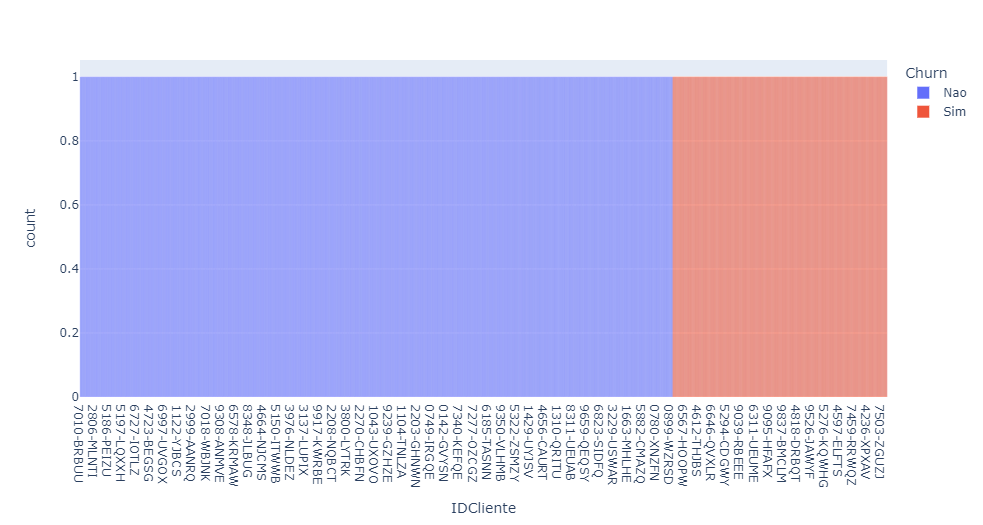 Churn
Nao
Sim
count
1
0.8
0.6
0.4
0.2
0
7010-BRBUU
2806-MLNTI
5186-PEIZU
5197-LQXXH
6727-IOTLZ
4723-BEGSG
6997-UVGOX
1122-YJBCS
2999-AANRQ
7018-WBJNK
9308-ANMVE
6578-KRMAW
8348-JLBUG
4664-NJCMS
5150-ITWWB
3976-NLDEZ
3137-LUPIX
9917-KWRBE
2208-NQBCT
3800-LYTRK
2270-CHBFN
1043-UXOVO
9239-GZHZE
1104-TNLZA
2203-GHNWN
0749-IRGQE
0142-GVYSN
7340-KEFQE
7277-OZCGZ
6185-TASNN
9350-VLHMB
5322-ZSMZY
1429-UYJSV
4656-CAURT
1310-QRITU
8311-UEUAB
9659-QEQSY
6823-SIDFQ
3229-USWAR
1663-MHLHE
5882-CMAZQ
0780-XNZFN
0899-WZRSD
6567-HOOPW
4612-THJBS
6646-QVXLR
5294-CDGWY
9039-RBEEE
6311-UEUME
9095-HFAFX
9837-BMCLM
4818-DRBQT
9526-JAWYF
5276-KQWHG
4597-ELFTS
7459-RRWQZ
4236-XPXAV
7503-ZGUZJ
IDCliente